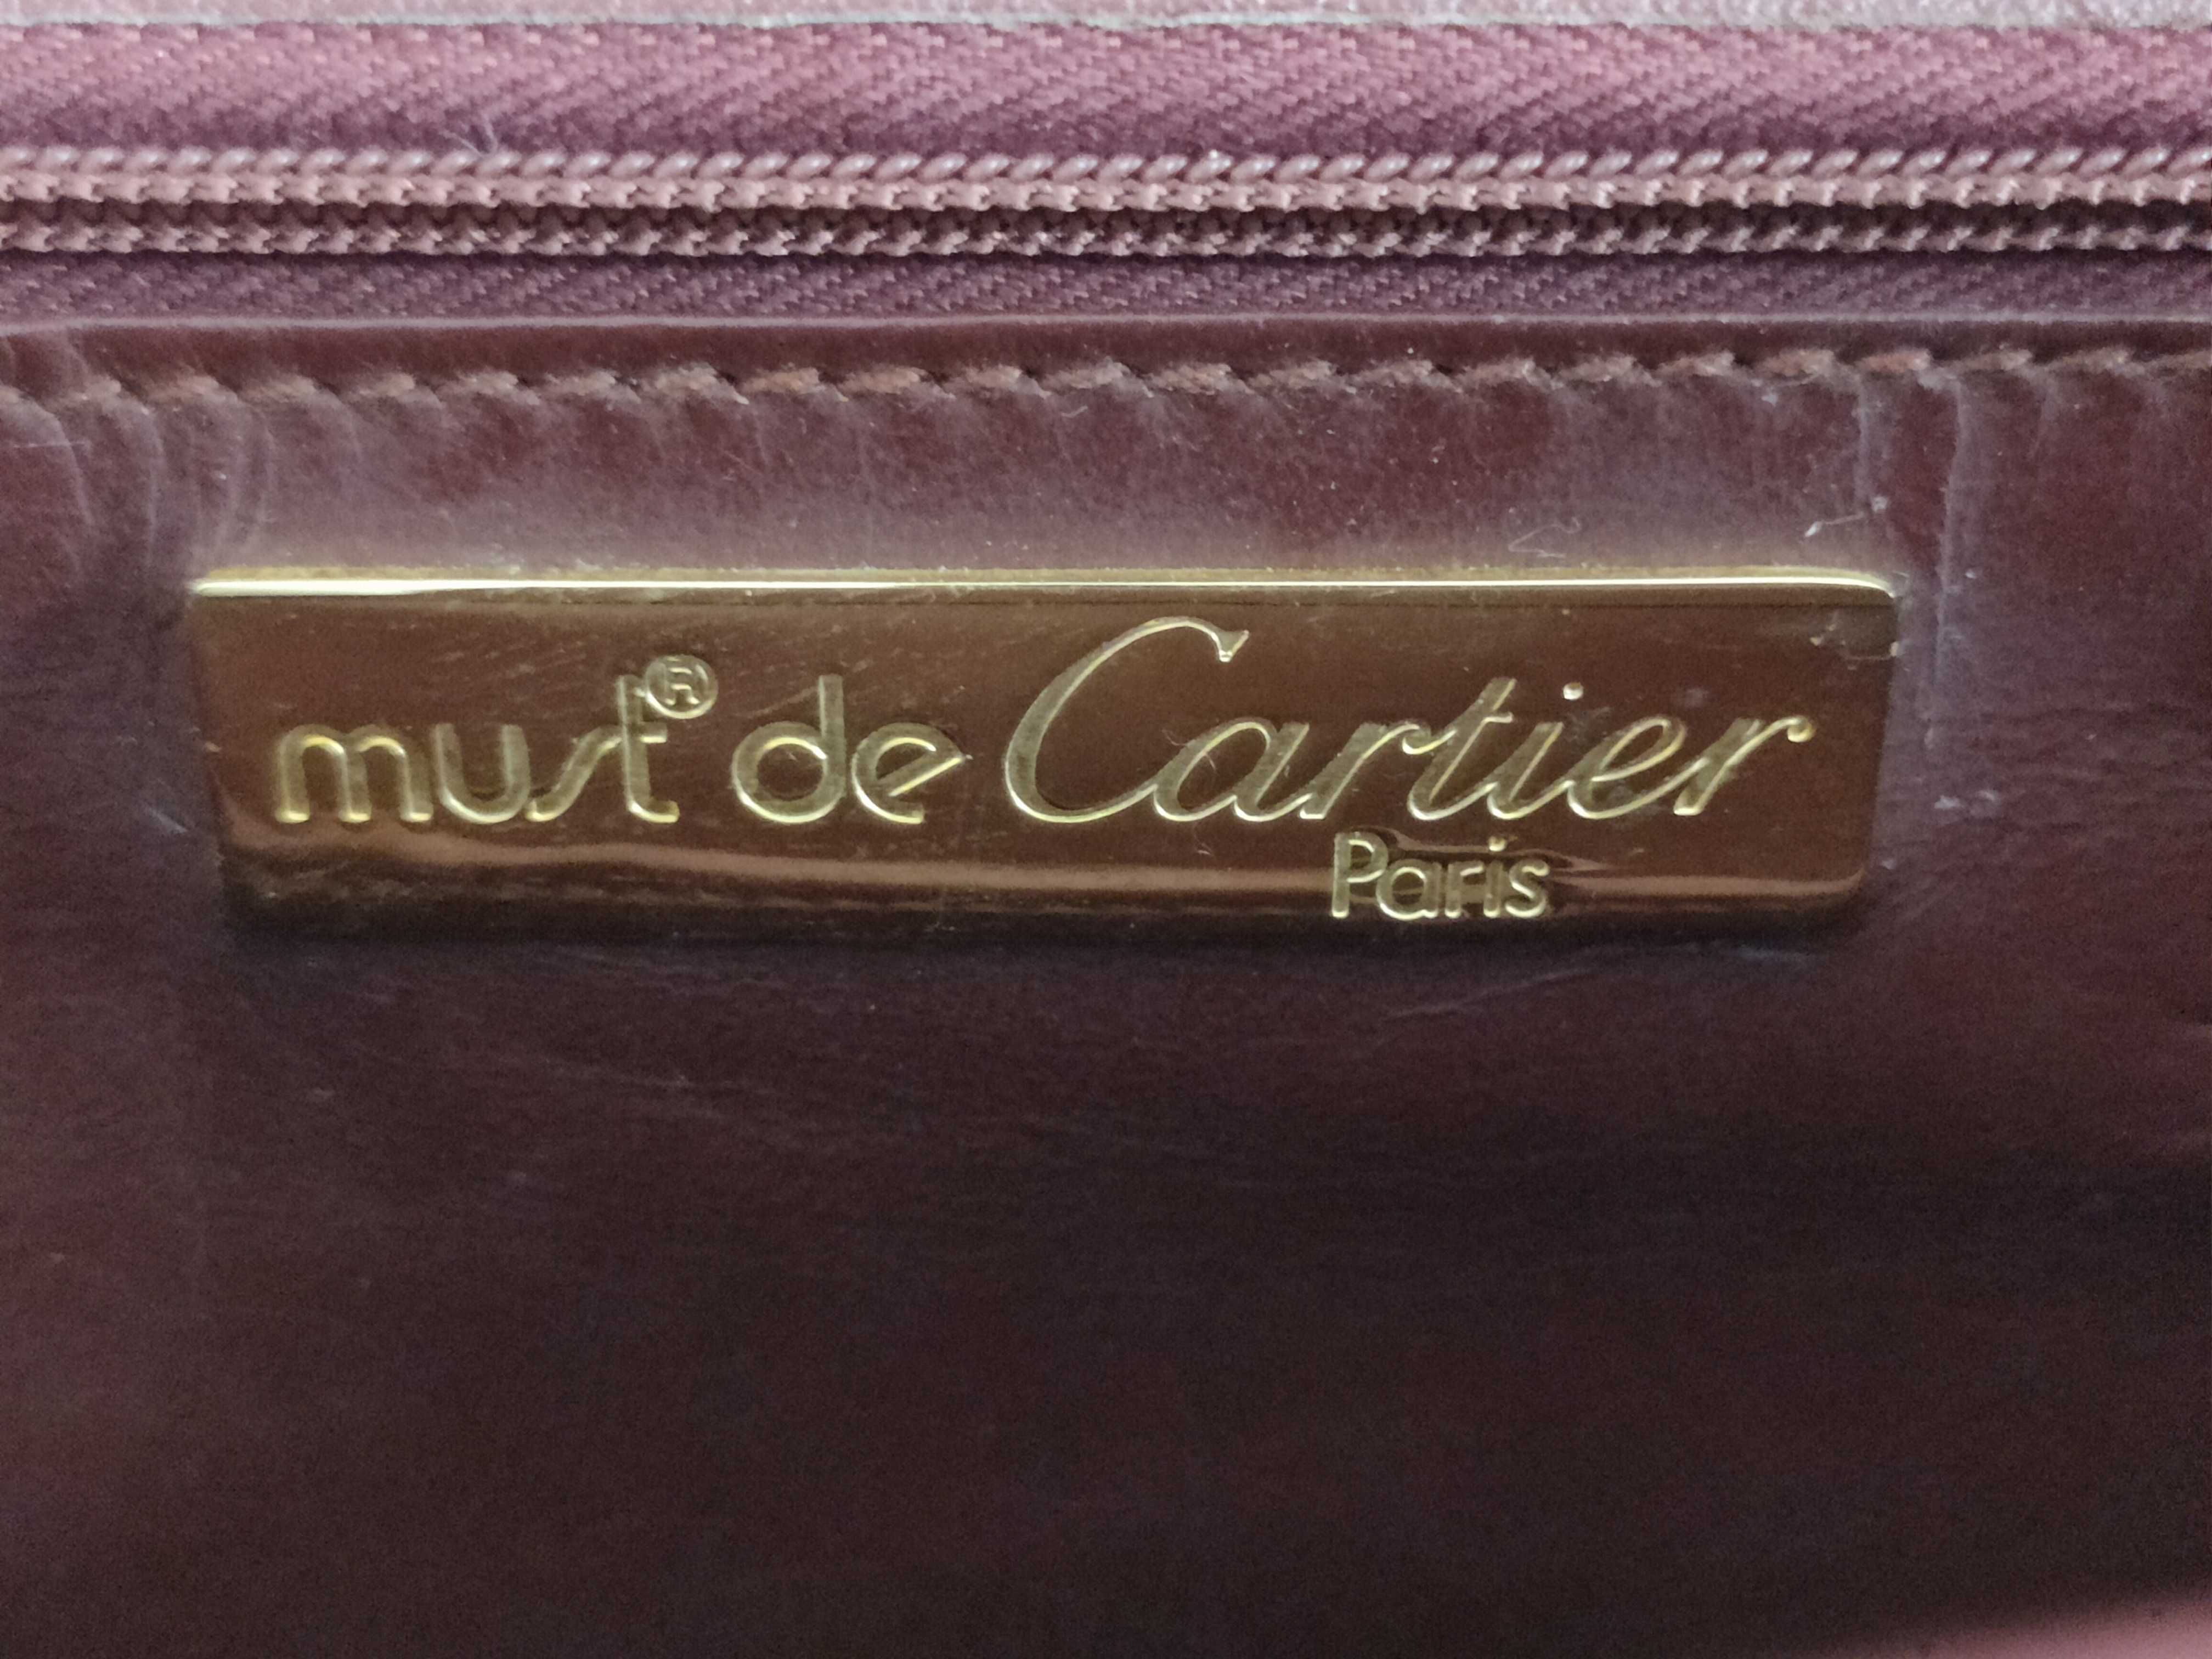 must® de Cartier
Paris